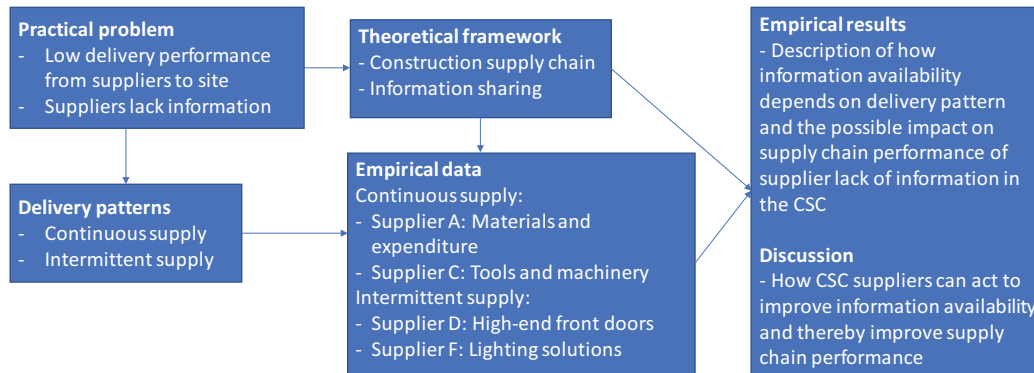 Practical problem
- Low delivery performance
from suppliers to site
- Suppliers lack information
Theoretical framework
- Construction supply chain
- Information sharing
Delivery patterns
- Continuous supply
- Intermittent supply
Empirical data
Continuous supply:
- Supplier A: Materials and
expenditure
- Supplier C: Tools and machinery
Intermittent supply:
- Supplier D: High-end front doors
- Supplier F: Lighting solutions
Empirical results
- Description of how
information availability
depends on delivery pattern
and the possible impact on
supply chain performance of
supplier lack of information in
the CSC
Discussion
- How CSC suppliers can act to
improve information availability
and thereby improve supply
chain performance